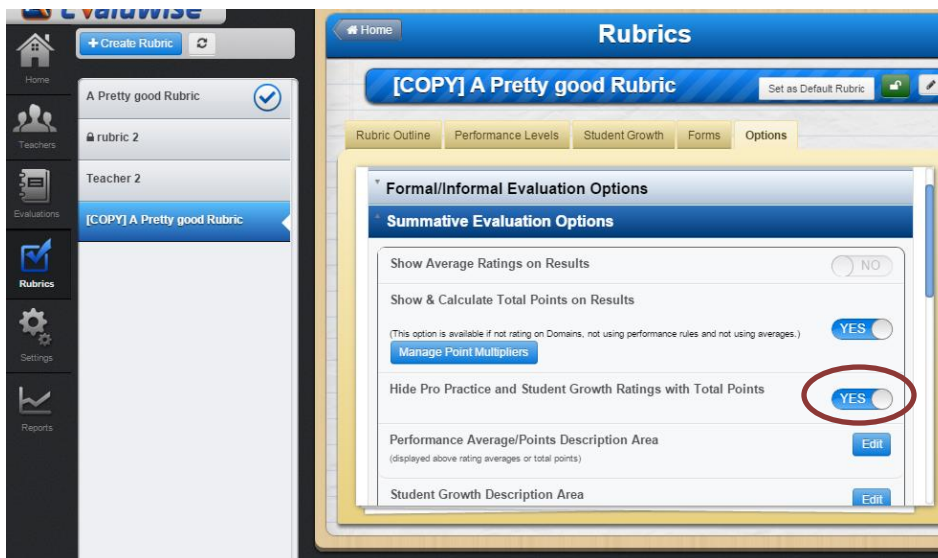 Evaluwise
+ Create Rubric
Home
Teachers
Evaluations
Rubrics
Settings
Reports
A Pretty good Rubric
rubric 2
Teacher 2
[COPY] A Pretty good Rubric
Home
Rubrics
[COPY] A Pretty good Rubric
Set as Default Rubric
Rubric Outline Performance Levels Student Growth Forms Options
Formal/Informal Evaluation Options
Summative Evaluation Options
Show Average Ratings on Results
NO
Show & Calculate Total Points on Results
YES
(This option is available if not rating on Domains, not using performance rules and not using averages.)
Manage Point Multipliers
Hide Pro Practice and Student Growth Ratings with Total Points
YES
Performance Average/Points Description Area
Edit
(displayed above rating averages or total points)
Student Growth Description Area
Edit